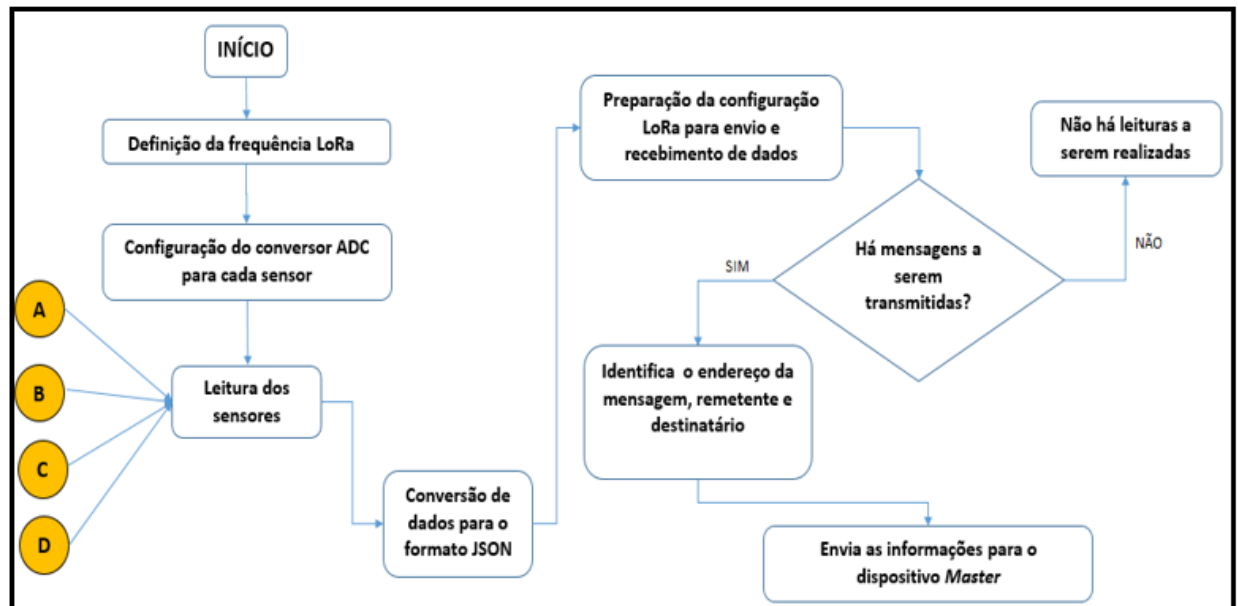 INÍCIO
Definição da frequência LoRa
Configuração do conversor ADC
para cada sensor
A
B
C
D
Leitura dos
sensores
Conversão de
dados para o
formato JSON
Preparação da configuração
LoRa para envio e
recebimento de dados
Há mensagens a
serem
transmitidas?
NÃO
Não há leituras a
serem realizadas
SIM
Identifica o endereço da
mensagem, remetente e
destinatário
Envia as informações para o
dispositivo Master